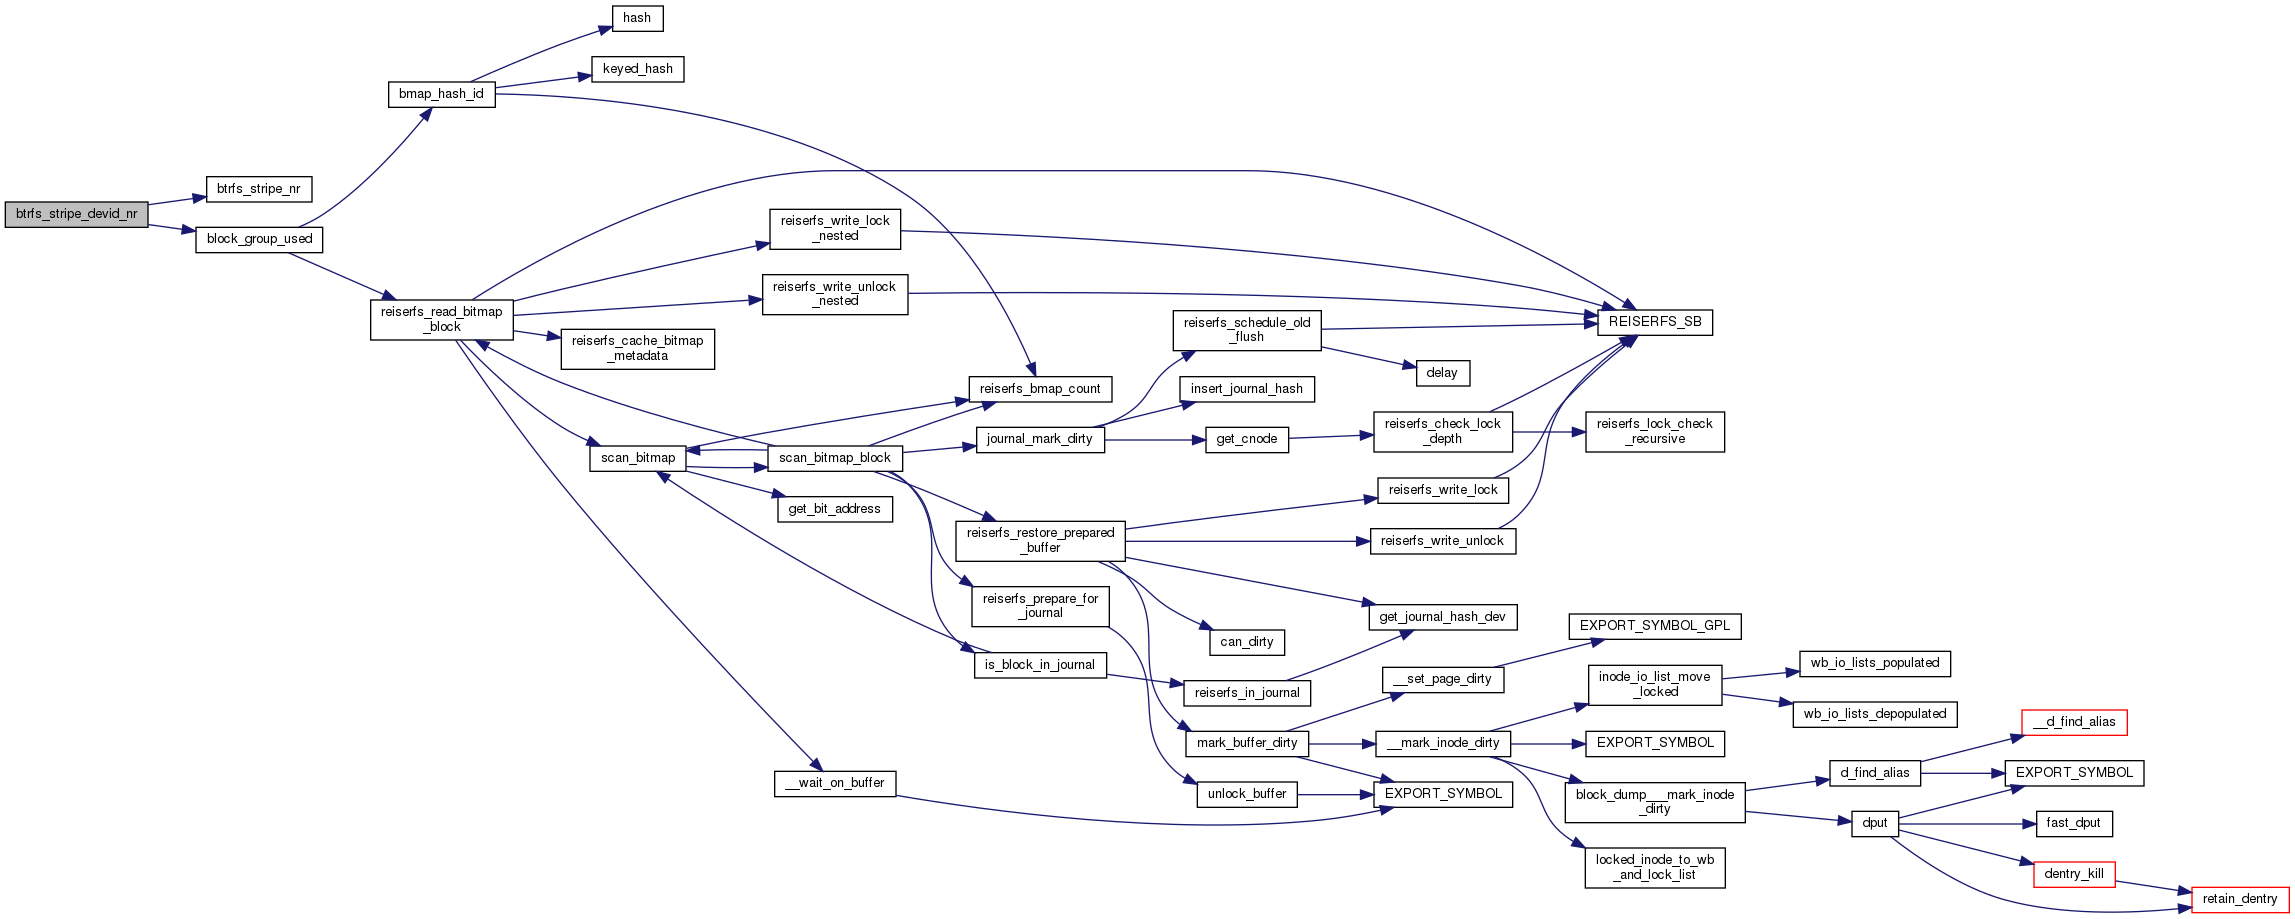 hash
keyed_hash
bmap_hash_id
btrfs_stripe_nr
btrfs_stripe_devid_nr
block_group_used
reiserfs_write_lock
_nested
reiserfs_write_unlock
_nested
reiserfs_read_bitmap
_block
reiserfs_cache_bitmap
_metadata
REISERFS_SB
reiserfs_schedule_old
_flush
delay
reiserfs_bmap_count
insert_journal_hash
journal_mark_dirty
get_cnode
reiserfs_check_lock
_depth
reiserfs_lock_check
_recursive
scan_bitmap
scan_bitmap_block
get_bit_address
reiserfs_write_lock
reiserfs_restore_prepared
_buffer
reiserfs_write_unlock
reiserfs_prepare_for
_journal
get_journal_hash_dev
can_dirty
EXPORT_SYMBOL_GPL
is_block_in_journal
reiserfs_in_journal
__set_page_dirty
inode_io_list_move
_locked
wb_io_lists_populated
wb_io_lists_depopulated
mark_buffer_dirty
__mark_inode_dirty
EXPORT_SYMBOL
__d_find_alias
d_find_alias
EXPORT_SYMBOL
__wait_on_buffer
unlock_buffer
EXPORT_SYMBOL
block_dump___mark_inode
_dirty
dput
fast_dput
locked_inode_to_wb
_and_lock_list
dentry_kill
retain_dentry